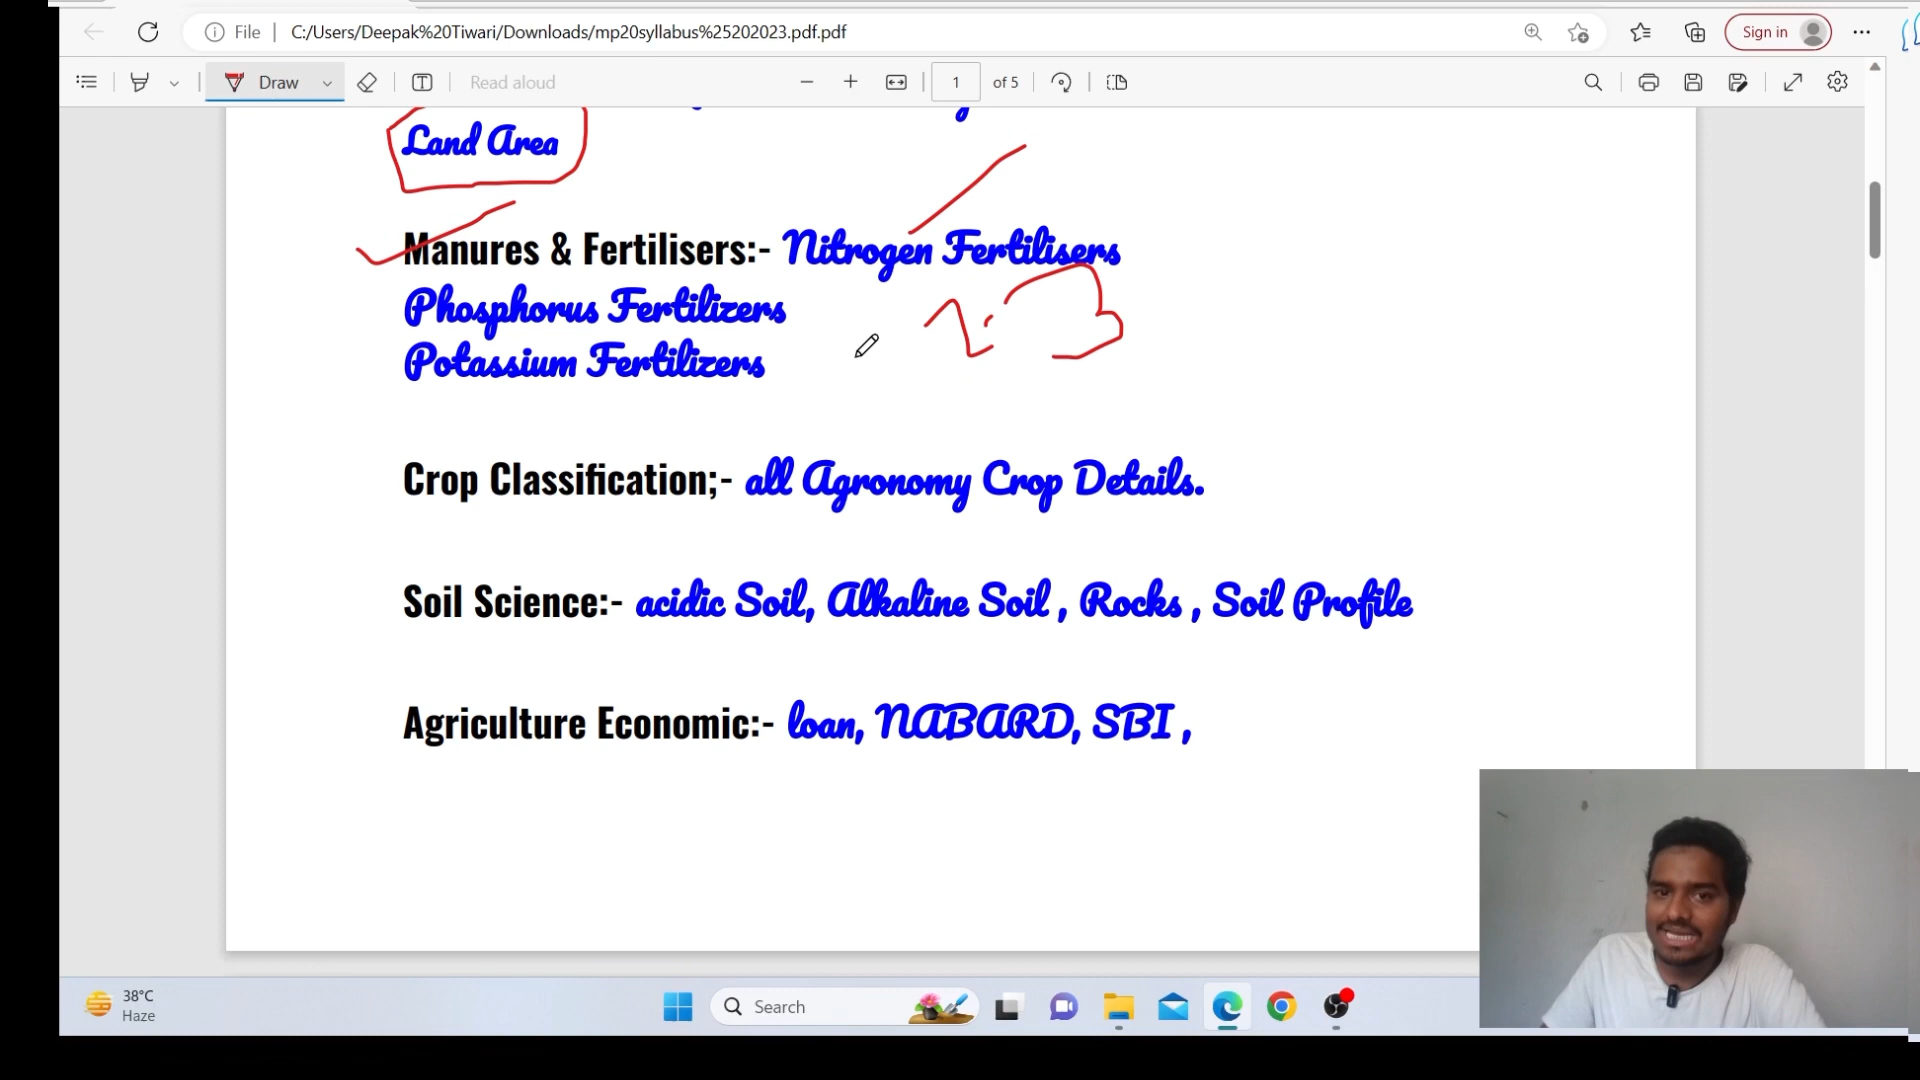 File
C:/Users/Deepak%20Tiwari/Downloads/mp20syllabus%25202023.pdf.pdf
Sign in
Draw
Read aloud
1 of 5
Land Area
Manures & Fertilisers:- Nitrogen Fertilisers
Phosphorus Fertilizers
Potassium Fertilizers
Crop Classification;- all Agronomy Crop Details.
Soil Science:- acidic Soil, Alkaline Soil , Rocks , Soil Profile
Agriculture Economic:- loan, NABARD, SBI ,
38°C
Haze
Search